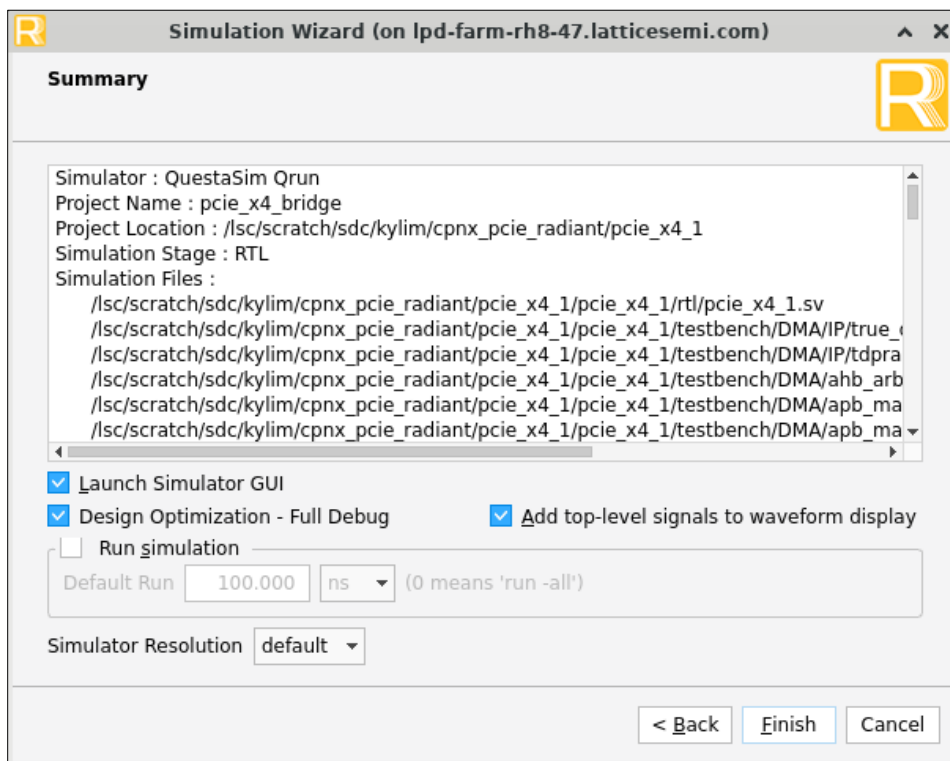 Simulation Wizard (on lpd-farm-rh8-47.latticesemi.com)
Summary
Simulator : QuestaSim Qrun
Project Name : pcie_x4_bridge
Project Location : /lsc/scratch/sdc/kylim/cpnx_pcie_radiant/pcie_x4_1
Simulation Stage : RTL
Simulation Files :
/lsc/scratch/sdc/kylim/cpnx_pcie_radiant/pcie_x4_1/pcie_x4_1/rtl/pcie_x4_1.sv
/lsc/scratch/sdc/kylim/cpnx_pcie_radiant/pcie_x4_1/pcie_x4_1/testbench/DMA/IP/true_
/lsc/scratch/sdc/kylim/cpnx_pcie_radiant/pcie_x4_1/pcie_x4_1/testbench/DMA/IP/tdpra
/lsc/scratch/sdc/kylim/cpnx_pcie_radiant/pcie_x4_1/pcie_x4_1/testbench/DMA/ahb_arb
/lsc/scratch/sdc/kylim/cpnx_pcie_radiant/pcie_x4_1/pcie_x4_1/testbench/DMA/apb_ma
/lsc/scratch/sdc/kylim/cpnx_pcie_radiant/pcie_x4_1/pcie_x4_1/testbench/DMA/apb_ma
Launch Simulator GUI
Design Optimization - Full Debug Add top-level signals to waveform display
Run simulation
Default Run 100.000 ns (0 means 'run -all')
Simulator Resolution default
< Back Finish Cancel